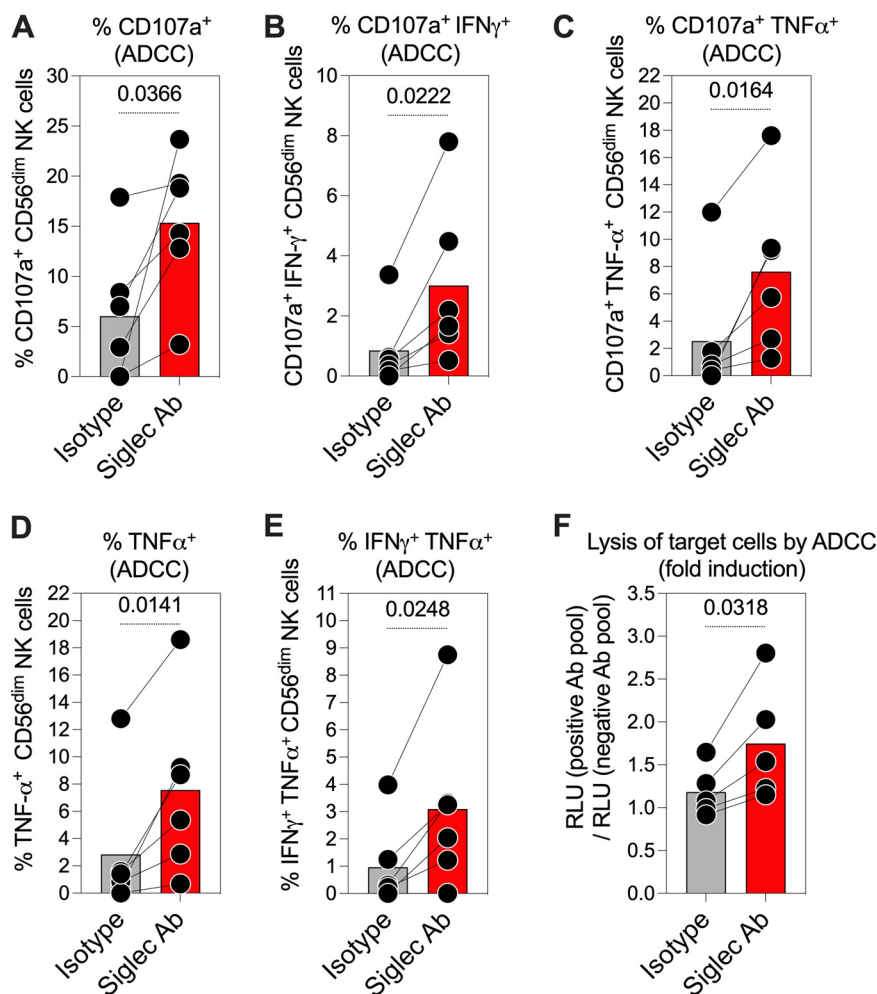 A
% CD107a⁺
(ADCC)
% CD107a⁺ CD56ᵈⁱᵐ NK cells
30
25
20
15
10
5
0
0.0366
Isotype
Siglec Ab
B
% CD107a⁺ IFNγ⁺
(ADCC)
CD107a⁺ IFN-γ⁺ CD56ᵈⁱᵐ NK cells
10
8
6
4
2
0
0.0222
Isotype
Siglec Ab
C
% CD107a⁺ TNFα⁺
(ADCC)
CD107a⁺ TNF-α⁺ CD56ᵈⁱᵐ NK cells
22
20
18
16
14
12
10
8
6
4
2
0
0.0164
Isotype
Siglec Ab
D
% TNFα⁺
(ADCC)
% TNF-α⁺ CD56ᵈⁱᵐ NK cells
22
20
18
16
14
12
10
8
6
4
2
0
0.0141
Isotype
Siglec Ab
E
% IFNγ⁺ TNFα⁺
(ADCC)
% IFNγ⁺ TNFα⁺ CD56ᵈⁱᵐ NK cells
11
10
9
8
7
6
5
4
3
2
1
0
0.0248
Isotype
Siglec Ab
F
Lysis of target cells by ADCC
(fold induction)
RLU (positive Ab pool)
/ RLU (negative Ab pool)
3.5
3.0
2.5
2.0
1.5
1.0
0.5
0.0
0.0318
Isotype
Siglec Ab